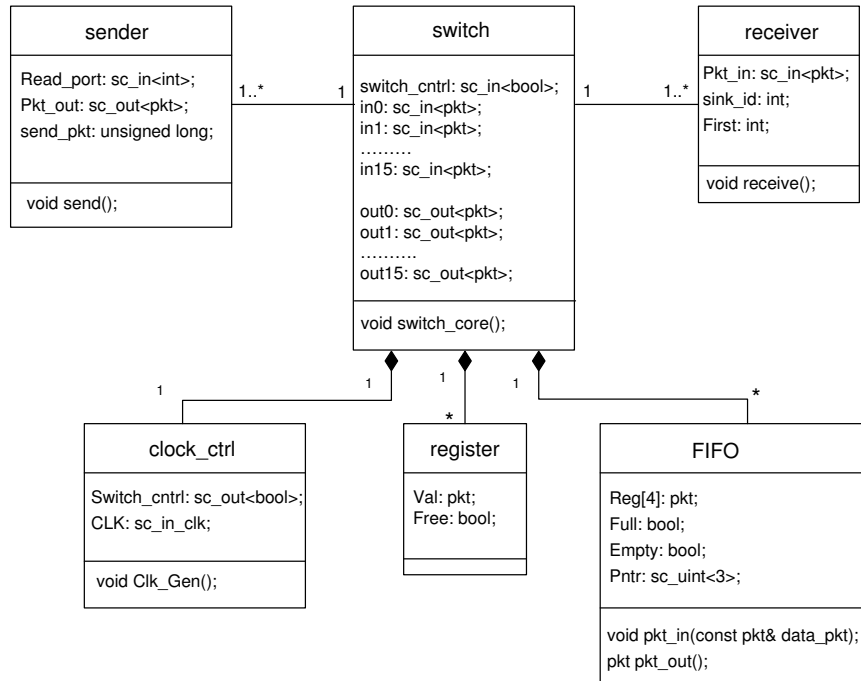 sender
Read_port: sc_in<int>;
Pkt_out: sc_out<pkt>;
send_pkt: unsigned long;
void send();
1..*
1
switch
switch_cntrl: sc_in<bool>;
in0: sc_in<pkt>;
in1: sc_in<pkt>;
.........
in15: sc_in<pkt>;
out0: sc_out<pkt>;
out1: sc_out<pkt>;
..........
out15: sc_out<pkt>;
void switch_core();
1
1..*
receiver
Pkt_in: sc_in<pkt>;
sink_id: int;
First: int;
void receive();
1
1
1
1
*
*
clock_ctrl
Switch_cntrl: sc_out<bool>;
CLK: sc_in_clk;
void Clk_Gen();
register
Val: pkt;
Free: bool;
FIFO
Reg[4]: pkt;
Full: bool;
Empty: bool;
Pntr: sc_uint<3>;
void pkt_in(const pkt& data_pkt);
pkt pkt_out();